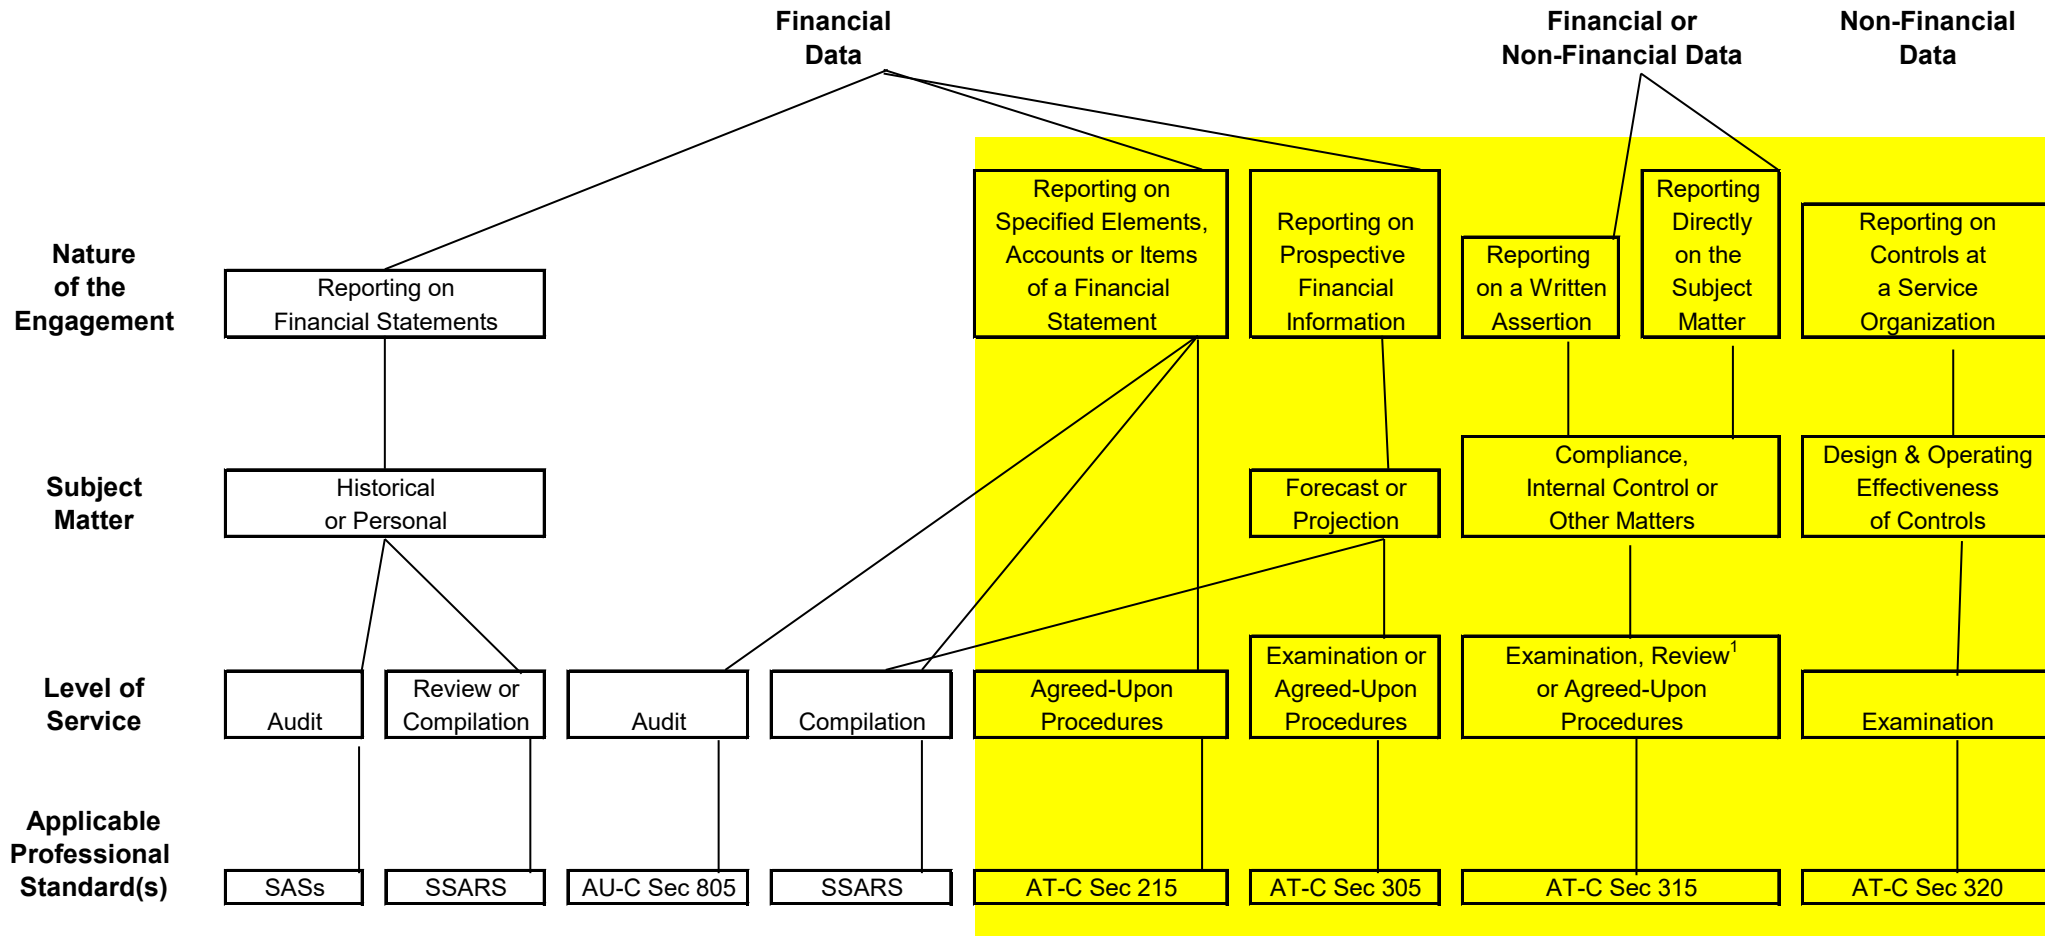 Financial
Data
Financial or
Non-Financial Data
Non-Financial
Data
Nature
of the
Engagement
Reporting on
Financial Statements
Reporting on
Specified Elements,
Accounts or Items
of a Financial
Statement
Reporting on
Prospective
Financial
Information
Reporting
on a Written
Assertion
Reporting
Directly
on the
Subject
Matter
Reporting on
Controls at
a Service
Organization
Subject
Matter
Historical
or Personal
Forecast or
Projection
Compliance,
Internal Control or
Other Matters
Design & Operating
Effectiveness
of Controls
Level of
Service
Audit
Review or
Compilation
Audit
Compilation
Agreed-Upon
Procedures
Examination or
Agreed-Upon
Procedures
Examination, Review1
or Agreed-Upon
Procedures
Examination
Applicable
Professional
Standard(s)
SASs
SSARS
AU-C Sec 805
SSARS
AT-C Sec 215
AT-C Sec 305
AT-C Sec 315
AT-C Sec 320